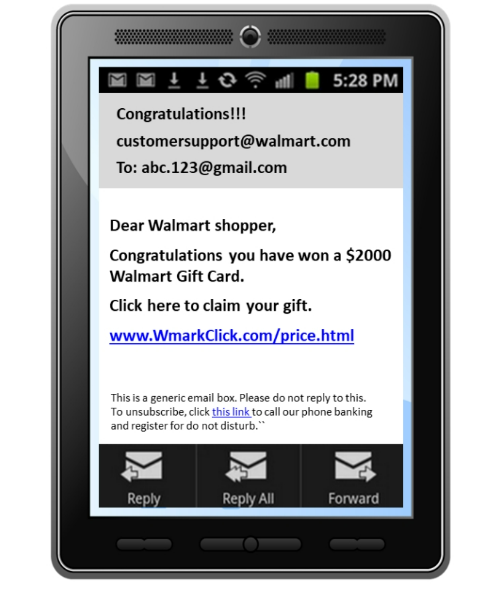 5:28 PM
Congratulations!!!
customersupport@walmart.com
To: abc.123@gmail.com
Dear Walmart shopper,
Congratulations you have won a $2000
Walmart Gift Card.
Click here to claim your gift.
www.WmarkClick.com/price.html
This is a generic email box. Please do not reply to this.
To unsubscribe, click this link to call our phone banking
and register for do not disturb.``
Reply Reply All Forward